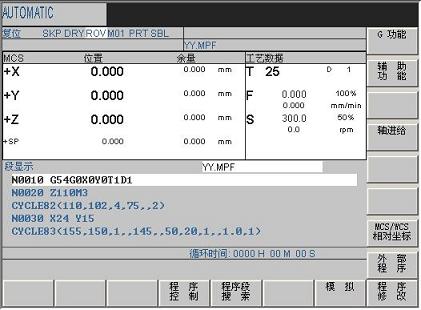 AUTOMATIC
复位 SKP DRY ROV M01 PRT SBL
YY.MPF
G 功能
MCS 位置 余量 工艺数据
+X 0.000 0.000 mm T 25 D 1
辅助功能
+Y 0.000 0.000 mm F 0.000 100%
0.000 mm/min
+Z 0.000 0.000 mm S 300.0 50%
0.0 rpm
轴进给
+SP 0.000 0.000 mm
段显示 YY.MPF
N0010 G54G0X0Y0T1D1
N0020 Z110M3
CYCLE82(110,102,4,75,,2)
N0030 X24 Y15
CYCLE83(155,150,1,,145,,50,20,1,,1.0,1)
MCS/WCS
相对坐标
循环时间:0000 H 00 M 00 S
外部程序
程序控制 程序段搜索 模拟 程序修改